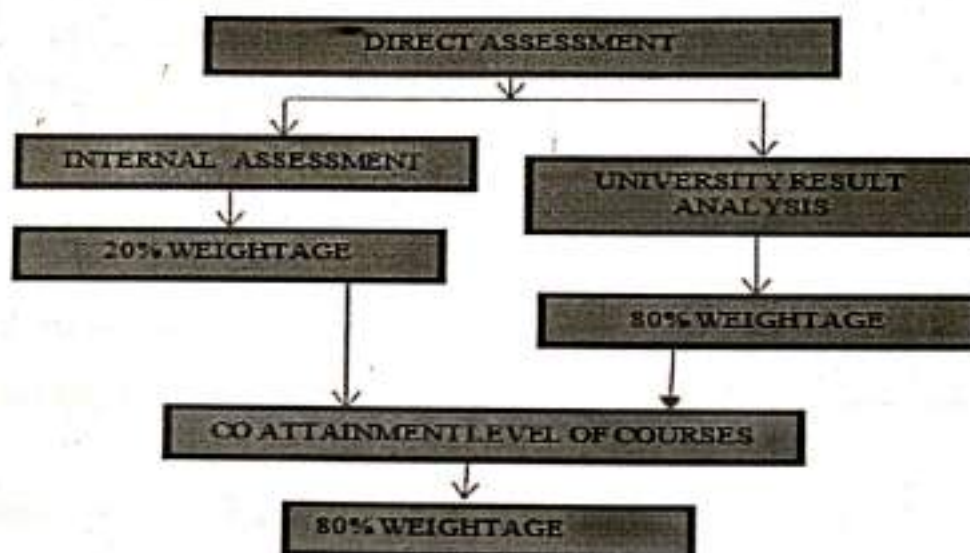 DIRECT ASSESSMENT
INTERNAL ASSESSMENT
UNIVERSITY RESULT
ANALYSIS
20% WEIGHTAGE
80% WEIGHTAGE
CO ATTAINMENT LEVEL OF COURSES
80% WEIGHTAGE